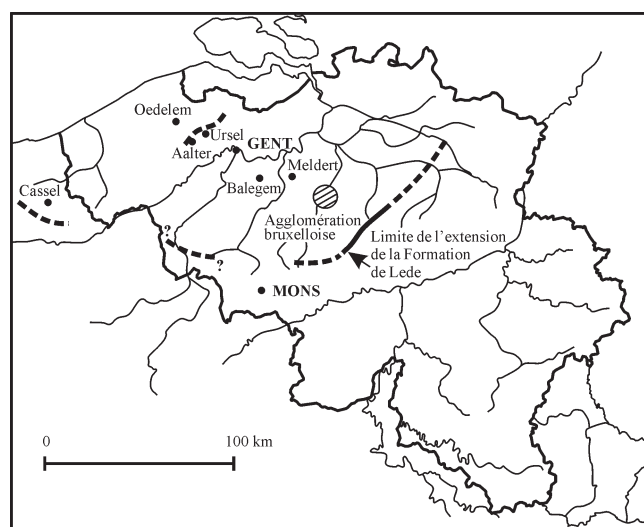 Oedelem
Ursel
Aalter
GENT
Meldert
Balegem
Cassel
Agglomération
bruxelloise
Limite de l'extension
de la Formation
de Lede
?
?
MONS
0
100 km